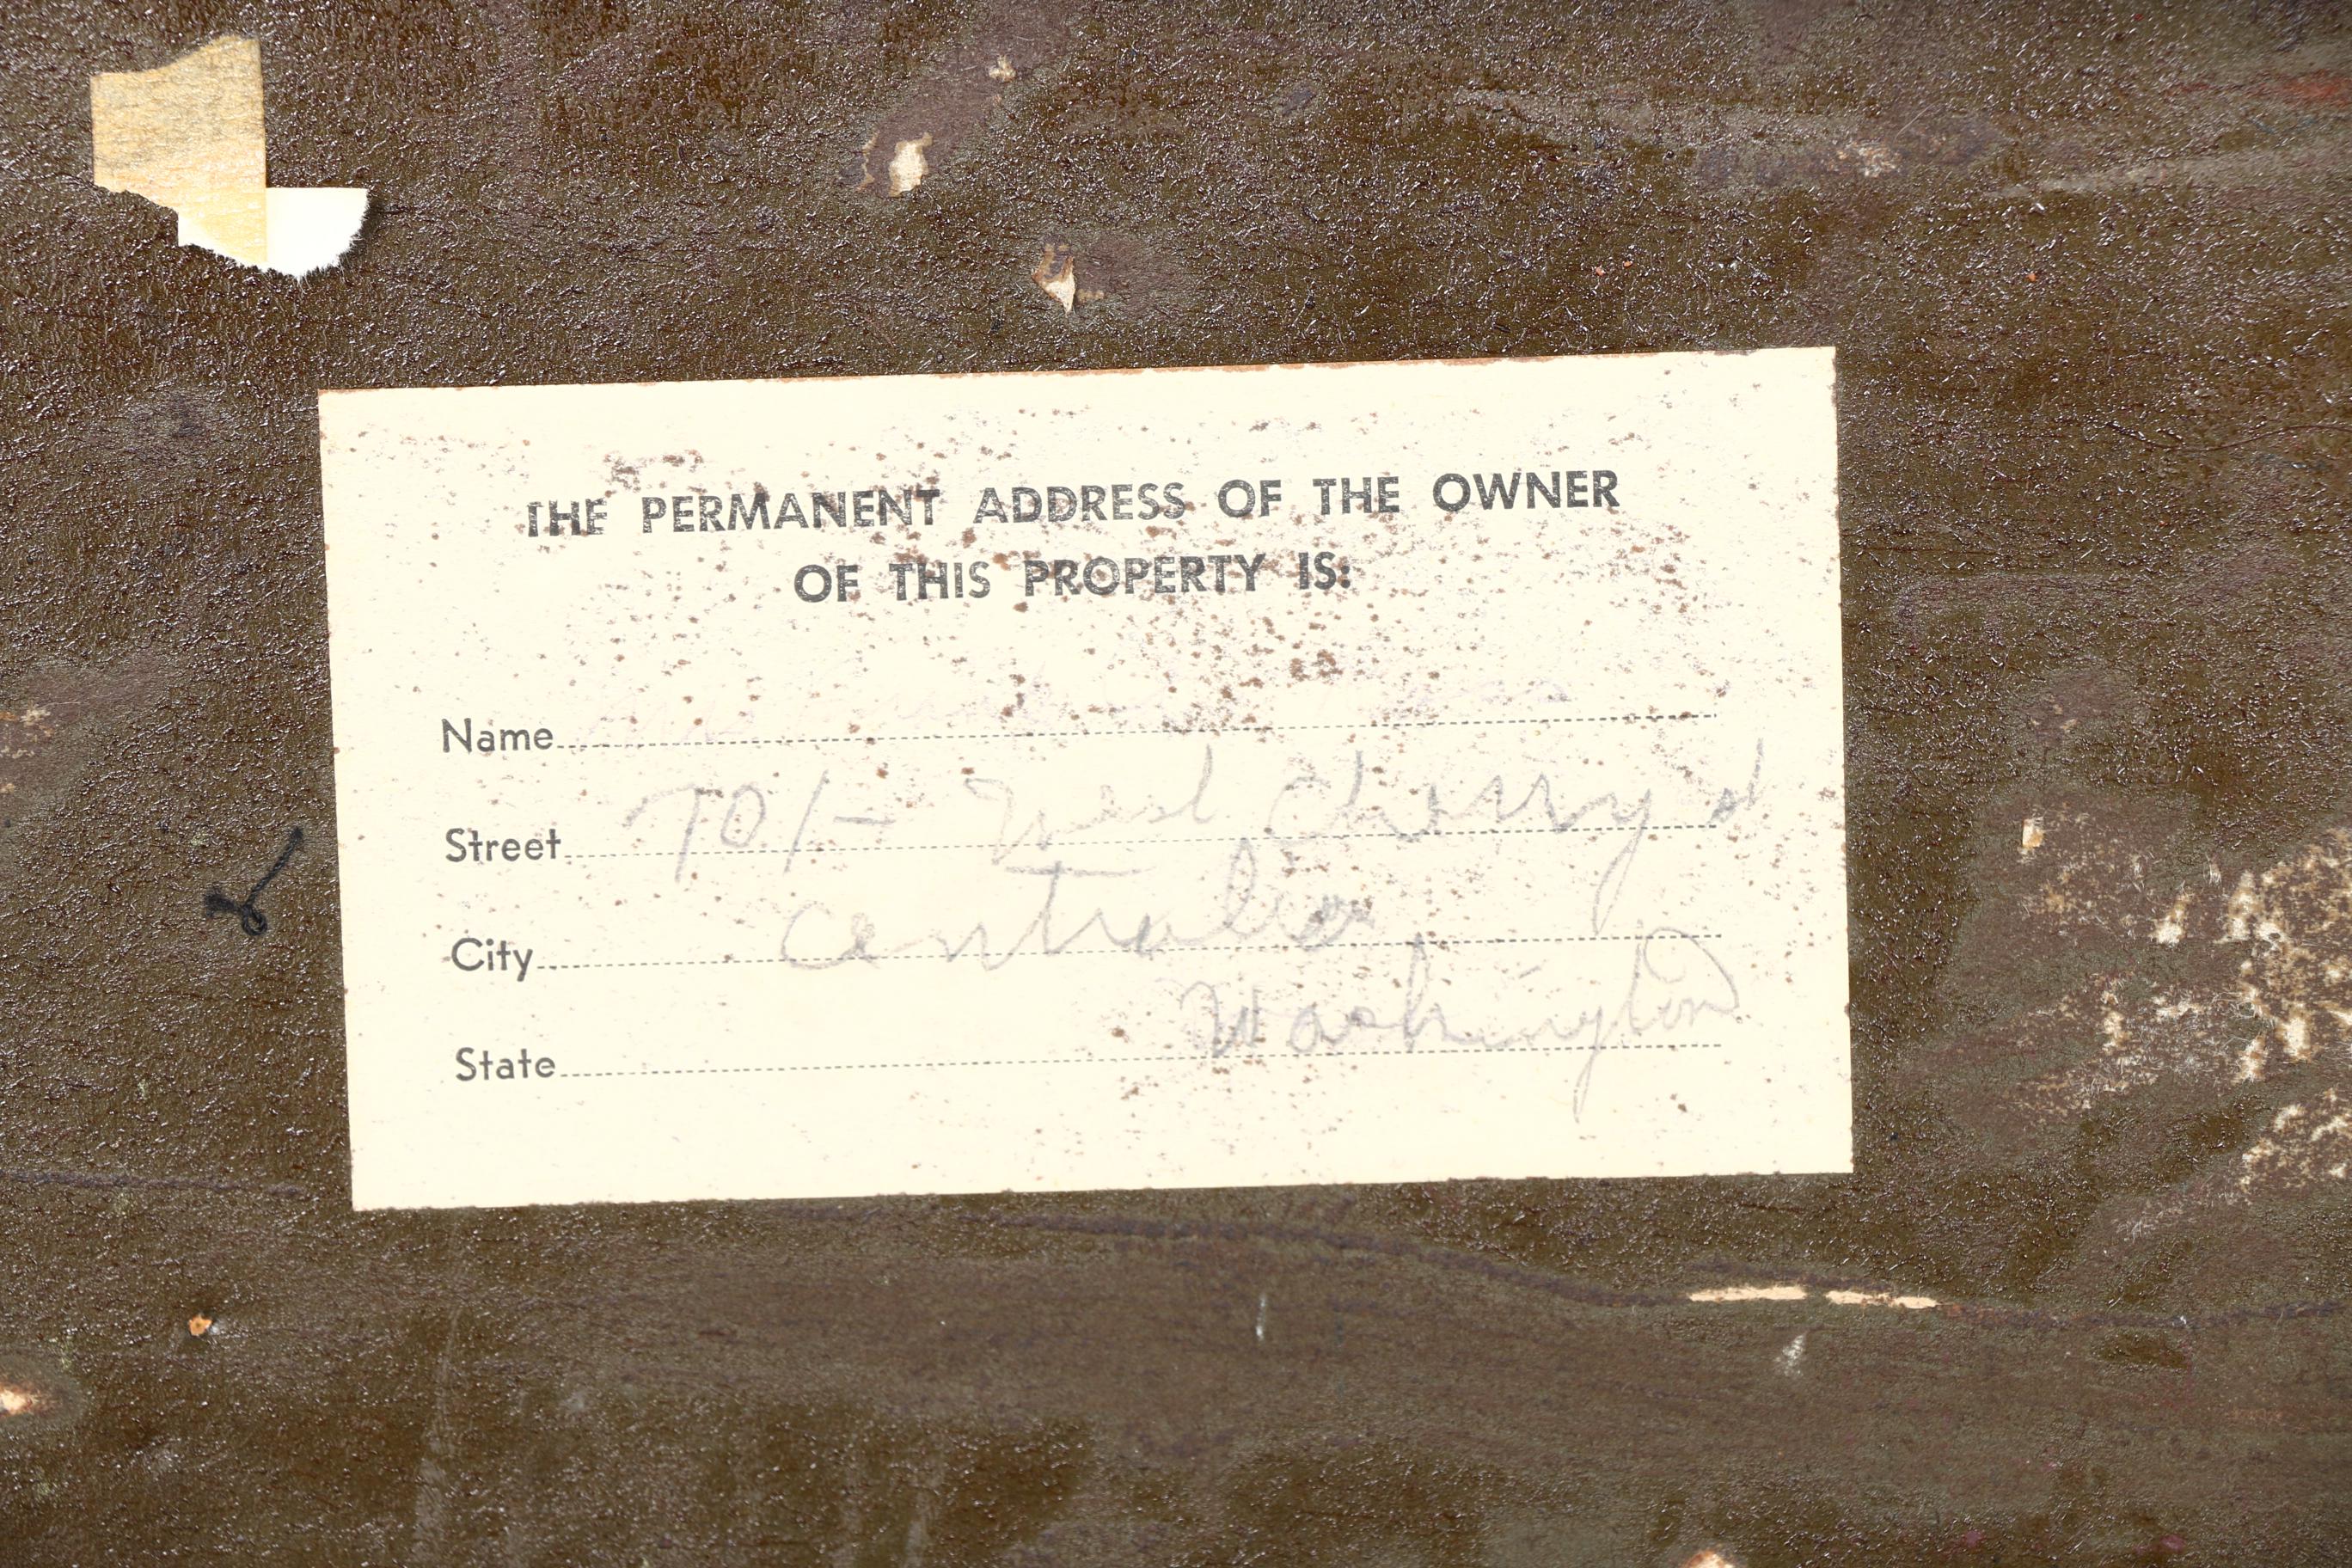 THE PERMANENT ADDRESS OF THE OWNER
OF THIS PROPERTY IS:
Name
Street 701 - West Cherry st
City Centralia
State Washington